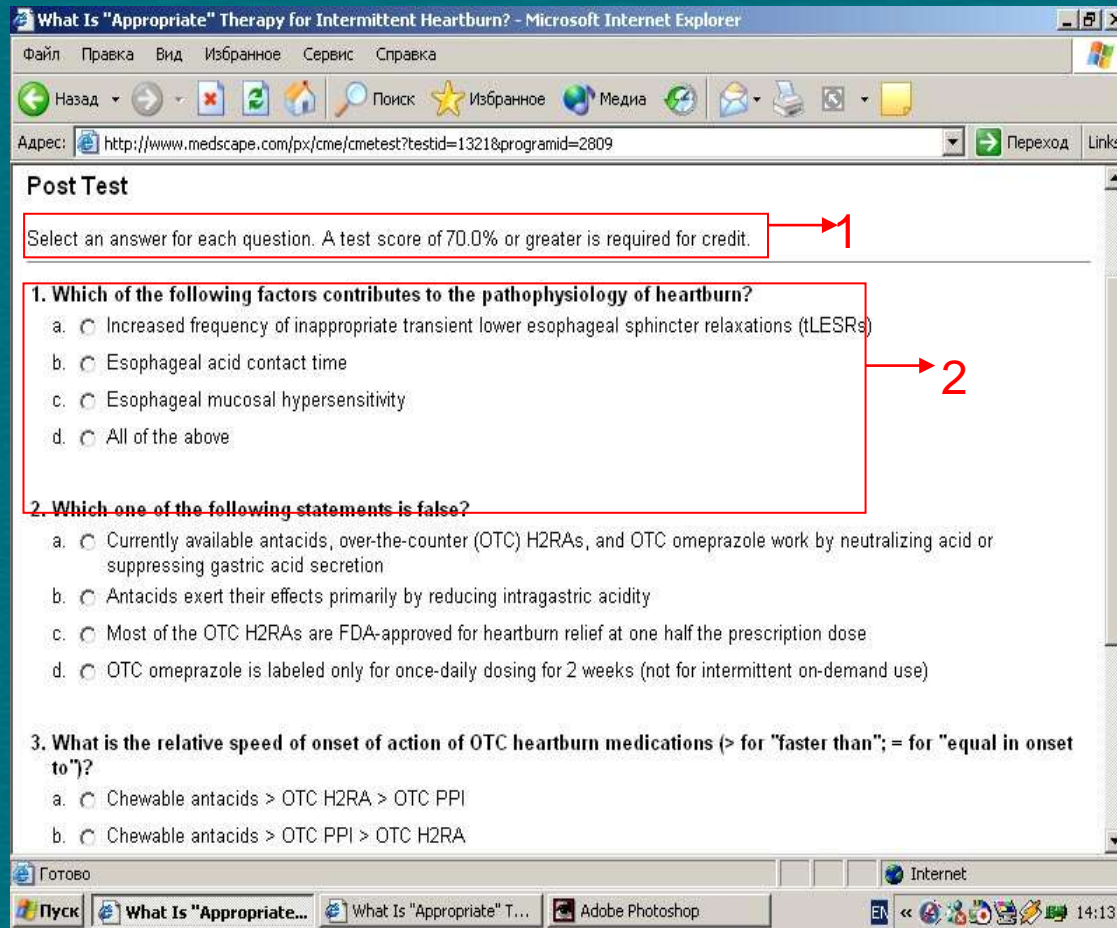 What Is "Appropriate" Therapy for Intermittent Heartburn? - Microsoft Internet Explorer
Файл Правка Вид Избранное Сервис Справка
Назад Поиск Избранное Медиа
Адрес: http://www.medscape.com/px/cme/cmetest?testid=1321&programid=2809 Переход Links
Post Test
Select an answer for each question. A test score of 70.0% or greater is required for credit.
1
1. Which of the following factors contributes to the pathophysiology of heartburn?
a. Increased frequency of inappropriate transient lower esophageal sphincter relaxations (tLESRs)
b. Esophageal acid contact time
2
c. Esophageal mucosal hypersensitivity
d. All of the above
2. Which one of the following statements is false?
a. Currently available antacids, over-the-counter (OTC) H2RAs, and OTC omeprazole work by neutralizing acid or
suppressing gastric acid secretion
b. Antacids exert their effects primarily by reducing intragastric acidity
c. Most of the OTC H2RAs are FDA-approved for heartburn relief at one half the prescription dose
d. OTC omeprazole is labeled only for once-daily dosing for 2 weeks (not for intermittent on-demand use)
3. What is the relative speed of onset of action of OTC heartburn medications (> for "faster than"; = for "equal in onset
to")?
a. Chewable antacids > OTC H2RA > OTC PPI
b. Chewable antacids > OTC PPI > OTC H2RA
Готово Internet
Пуск What Is "Appropriate... What Is "Appropriate" T... Adobe Photoshop EN « 14:13